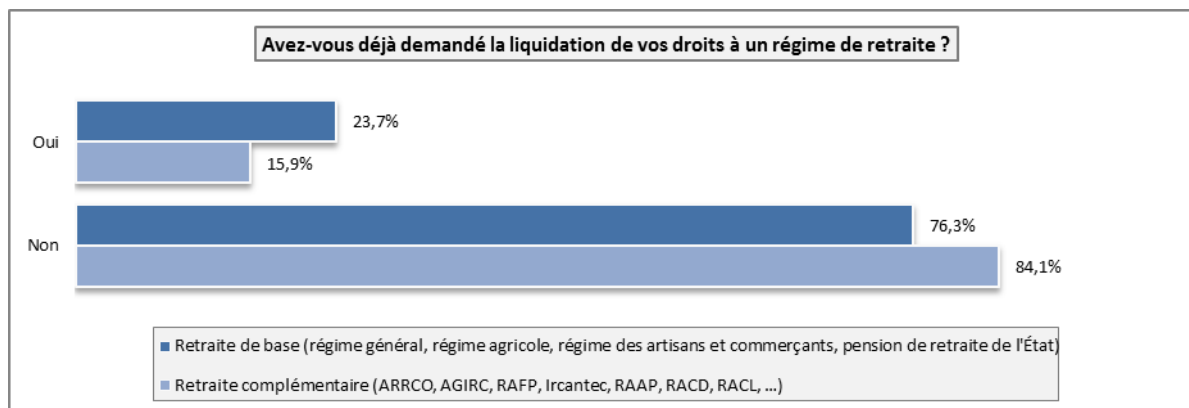 Avez-vous déjà demandé la liquidation de vos droits à un régime de retraite ?
Oui
23,7%
15,9%
Non
76,3%
84,1%
Retraite de base (régime général, régime agricole, régime des artisans et commerçants, pension de retraite de l'État)
Retraite complémentaire (ARRCO, AGIRC, RAFP, Ircantec, RAAP, RACD, RACL, ...)